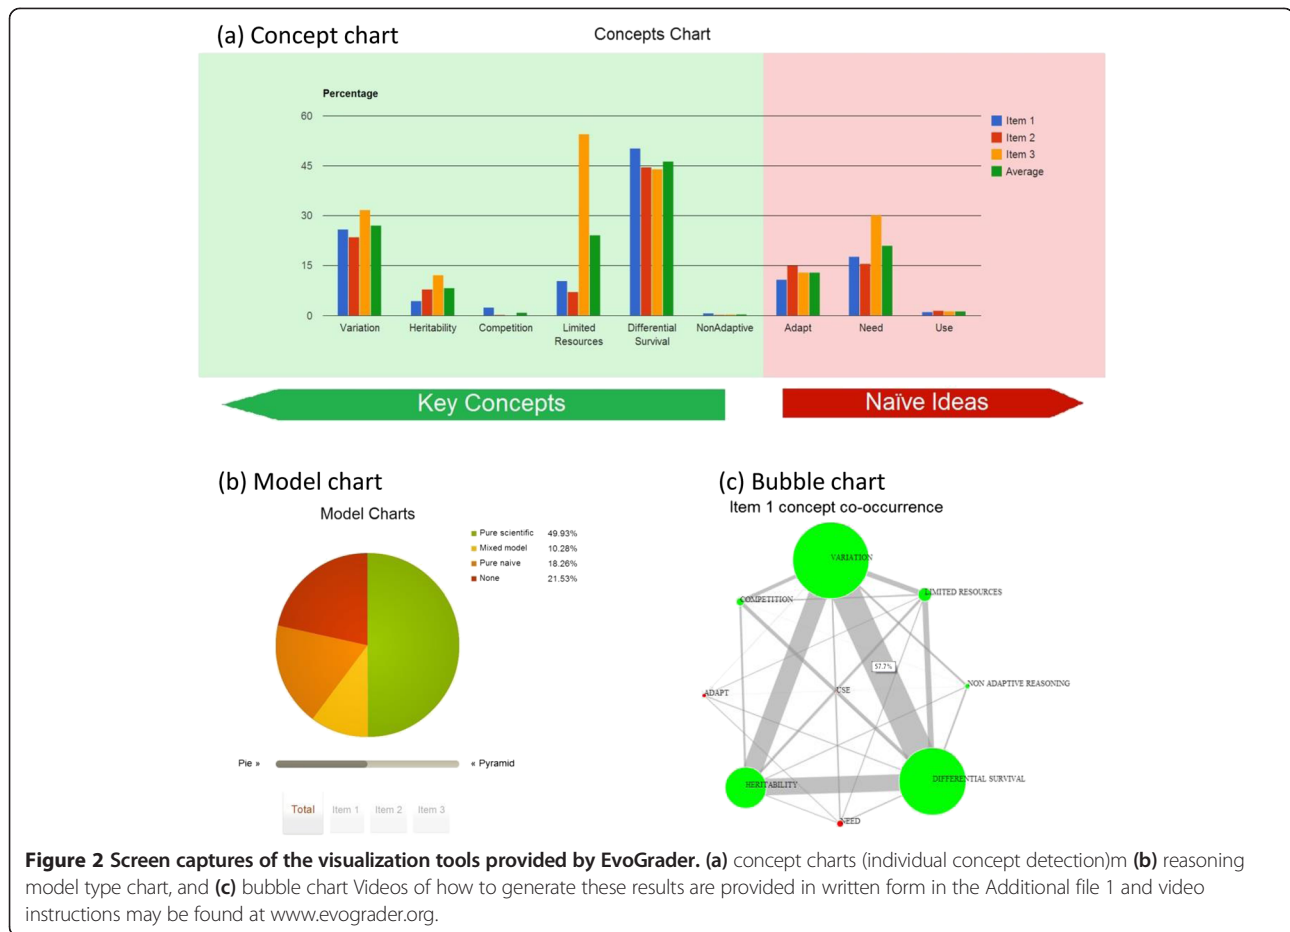 (a) Concept chart
Concepts Chart
Percentage
60
45
30
15
0
Item 1
Item 2
Item 3
Average
Variation
Heritability
Competition
Limited
Resources
Differential
Survival
NonAdaptive
Adapt
Need
Use
Key Concepts
Naïve Ideas
(b) Model chart
Model Charts
Pure scientific 49.93%
Mixed model 10.28%
Pure naive 18.26%
None 21.53%
Pie »
« Pyramid
Total
Item 1
Item 2
Item 3
(c) Bubble chart
Item 1 concept co-occurrence
VARIATION
COMPETITION
LIMITED RESOURCES
57.7%
ADAPT
USE
NON ADAPTIVE REASONING
HERITABILITY
DIFFERENTIAL SURVIVAL
NEED
Figure 2 Screen captures of the visualization tools provided by EvoGrader. (a) concept charts (individual concept detection)m (b) reasoning
model type chart, and (c) bubble chart Videos of how to generate these results are provided in written form in the Additional file 1 and video
instructions may be found at www.evograder.org.